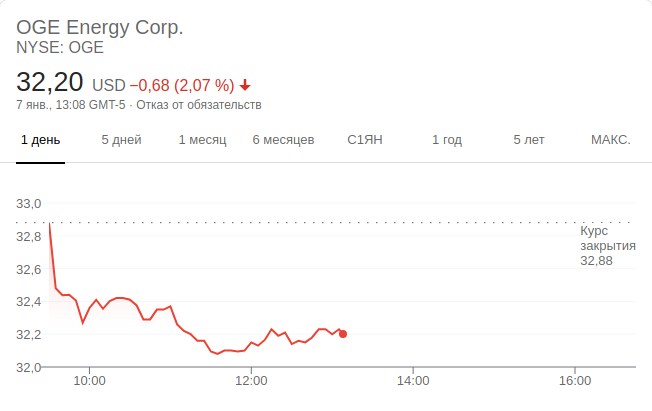 OGE Energy Corp.
NYSE: OGE
32,20 USD −0,68 (2,07 %)
7 янв., 13:08 GMT-5 · Отказ от обязательств
1 день 5 дней 1 месяц 6 месяцев С1ЯН 1 год 5 лет МАКС.
33,0
32,8
32,6
32,4
32,2
32,0
Курс
закрытия
32,88
10:00 12:00 14:00 16:00